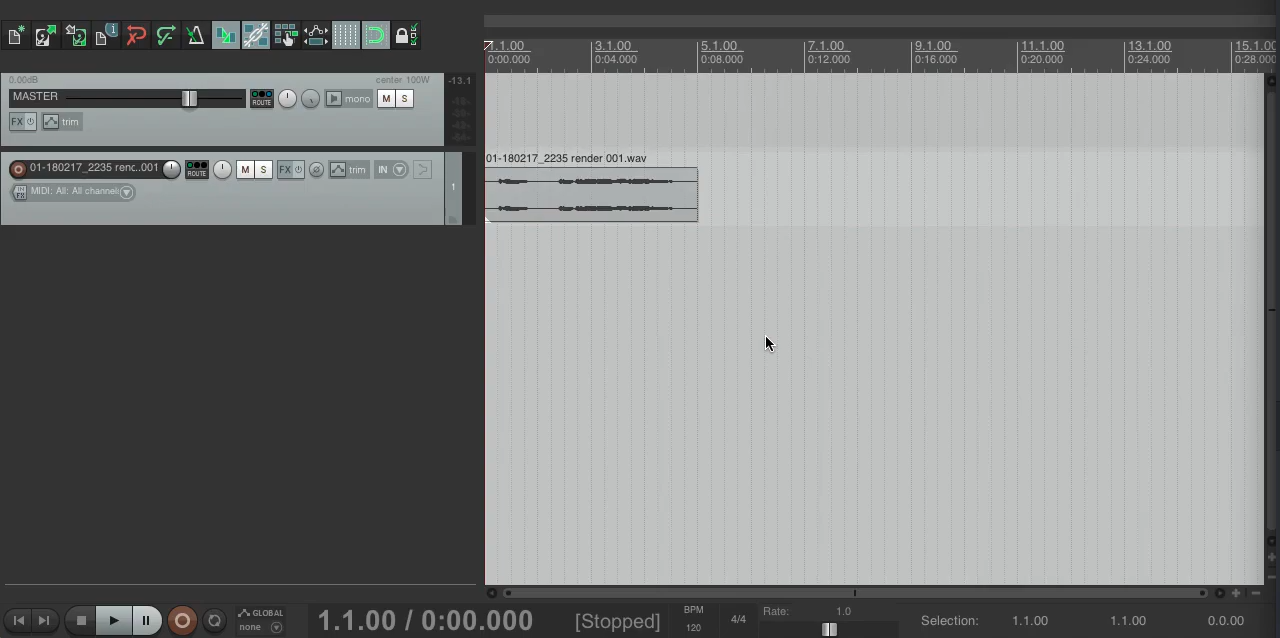 1.1.00 3.1.00 5.1.00 7.1.00 9.1.00 11.1.00 13.1.00 15.1.00
0:00.000 0:04.000 0:08.000 0:12.000 0:16.000 0:20.000 0:24.000 0:28.000
0.00dB center 100W -13.1
MASTER ROUTE mono M S
FX trim
01-180217_2235 render 001.wav
01-180217_2235 renc..001 ROUTE M S FX trim IN
MIDI: All: All channels 1
GLOBAL
none
1.1.00 / 0:00.000 [Stopped]
BPM
120
4/4
Rate: 1.0
Selection: 1.1.00 1.1.00 0.0.00